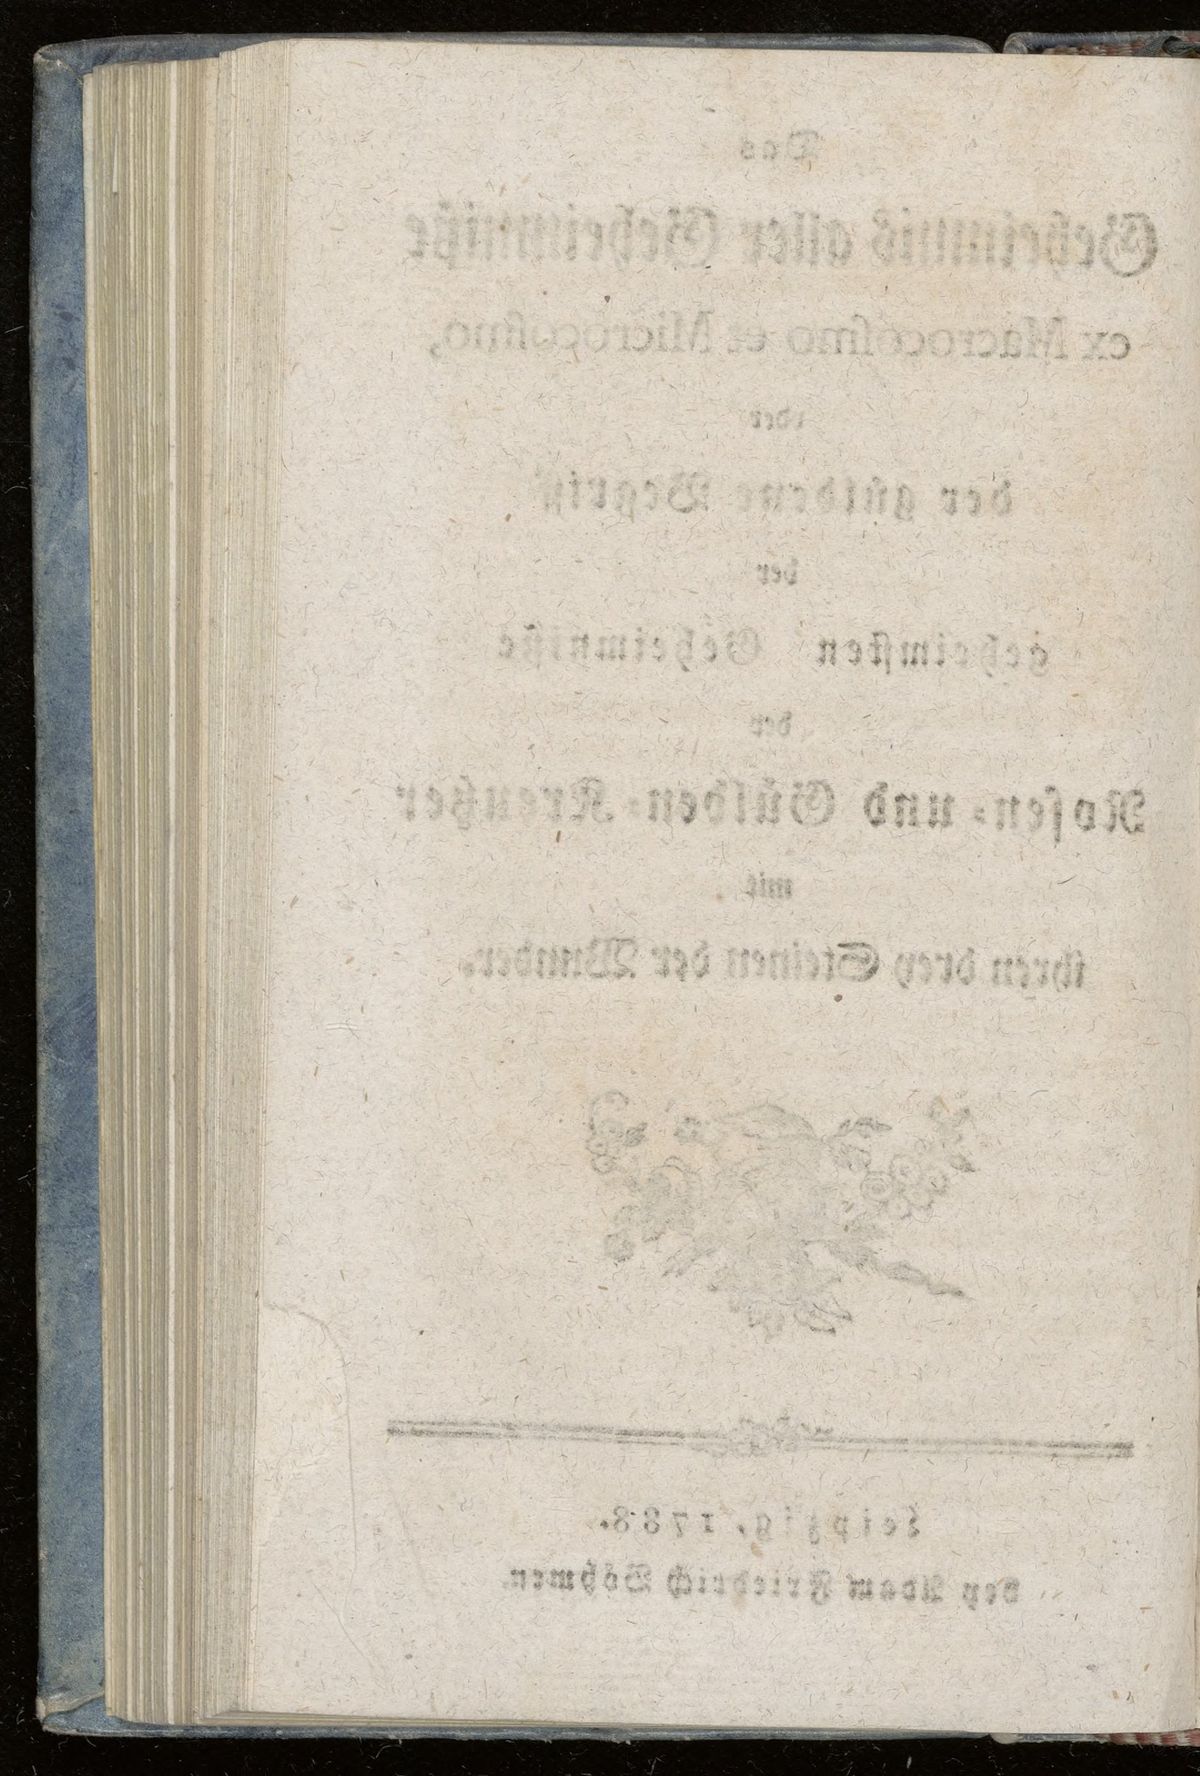 Das
Geheimniß aller Geheimniße
ex Macrocoſmo et Microcoſmo,
oder
der güldene Begriff
der
geheimſten Geheimniße
der
Roſen- und Gülden-Kreutzer
mit
ihren drey Steinen der Wunder.
Leipzig, 1788.
bey Adam Friedrich Böhmen.